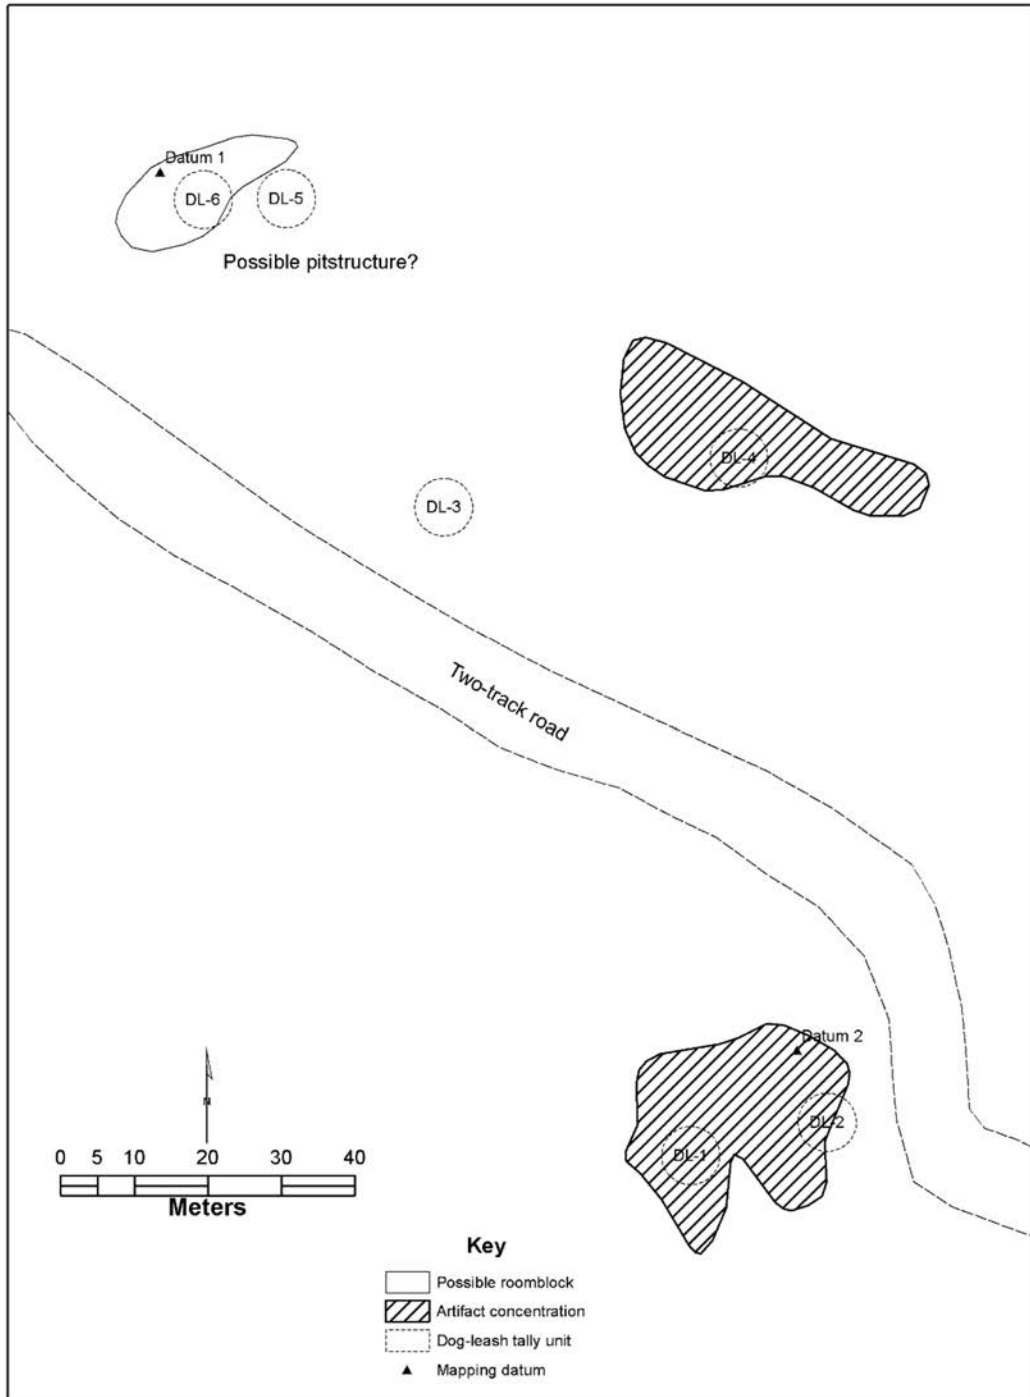 Datum 1
DL-6
DL-5
Possible pitstructure?
DL-4
DL-3
Two-track road
Datum 2
DL-2
DL-1
N
0 5 10 20 30 40
Meters
Key
Possible roomblock
Artifact concentration
Dog-leash tally unit
Mapping datum